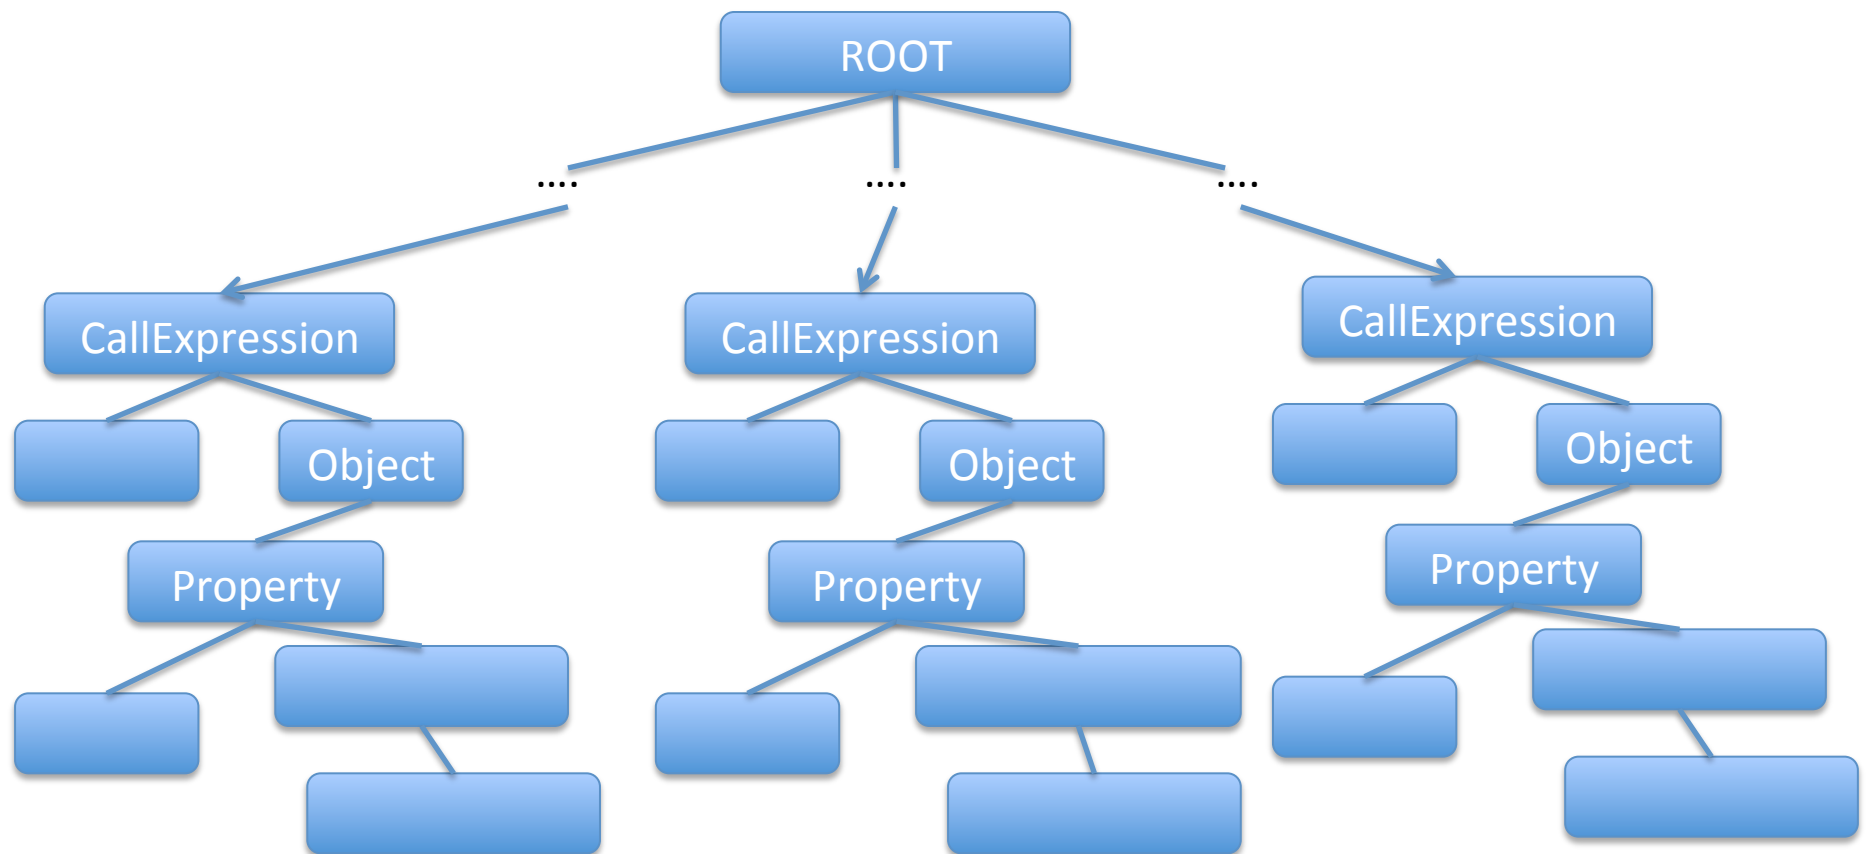 ROOT
....
....
....
CallExpression
CallExpression
CallExpression
Object
Object
Object
Property
Property
Property